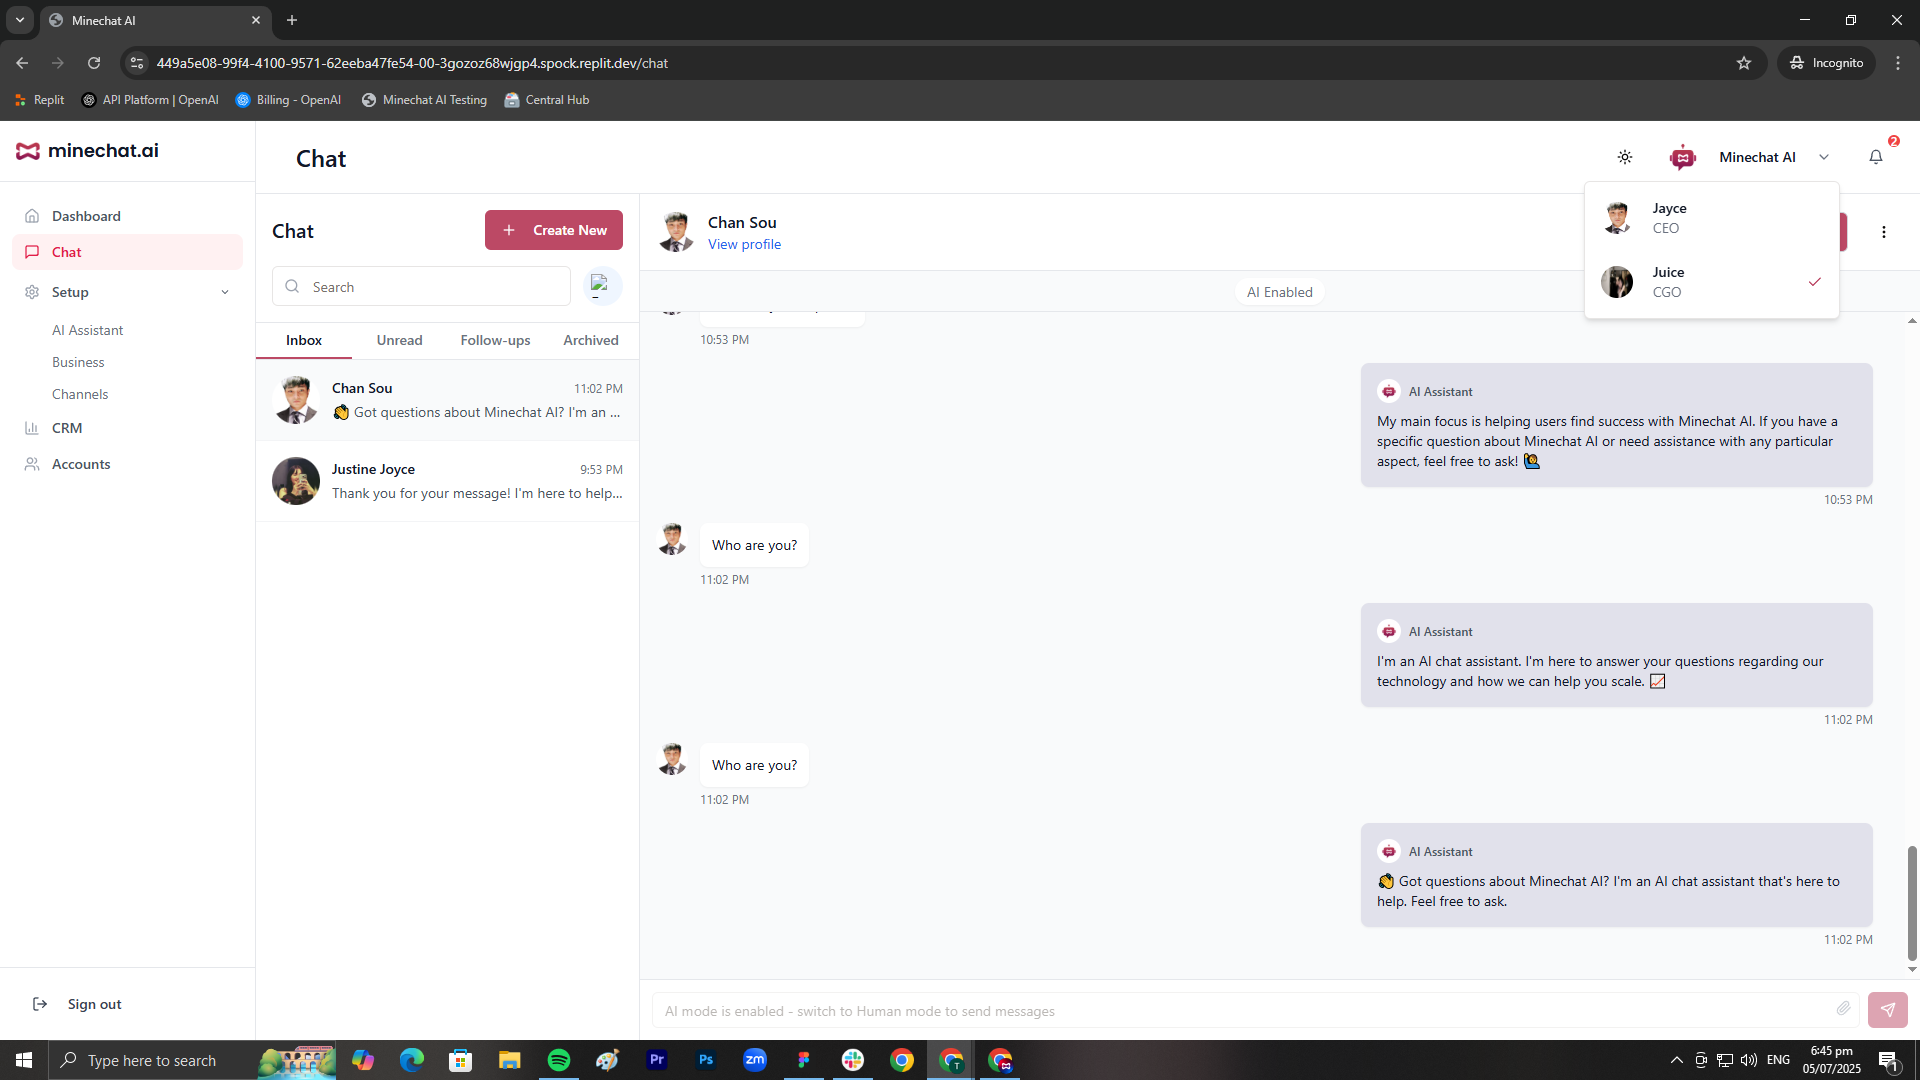 Minechat AI
449a5e08-99f4-4100-9571-62eeba47fe54-00-3gozoz68wjgp4.spock.replit.dev/chat
Incognito
Replit
API Platform | OpenAI
Billing - OpenAI
Minechat AI Testing
Central Hub
minechat.ai
Dashboard
Chat
Setup
AI Assistant
Business
Channels
CRM
Accounts
Sign out
Chat
Minechat AI
2
Jayce
CEO
Juice
CGO
Chat
Create New
Search
Inbox
Unread
Follow-ups
Archived
Chan Sou
11:02 PM
👋 Got questions about Minechat AI? I'm an ...
Justine Joyce
9:53 PM
Thank you for your message! I'm here to help...
Chan Sou
View profile
AI Enabled
10:53 PM
AI Assistant
My main focus is helping users find success with Minechat AI. If you have a
specific question about Minechat AI or need assistance with any particular
aspect, feel free to ask! 🙋
10:53 PM
Who are you?
11:02 PM
AI Assistant
I'm an AI chat assistant. I'm here to answer your questions regarding our
technology and how we can help you scale. 📈
11:02 PM
Who are you?
11:02 PM
AI Assistant
👋 Got questions about Minechat AI? I'm an AI chat assistant that's here to
help. Feel free to ask.
11:02 PM
AI mode is enabled - switch to Human mode to send messages
Type here to search
Pr
Ps
zm
T
ENG
6:45 pm
05/07/2025
1